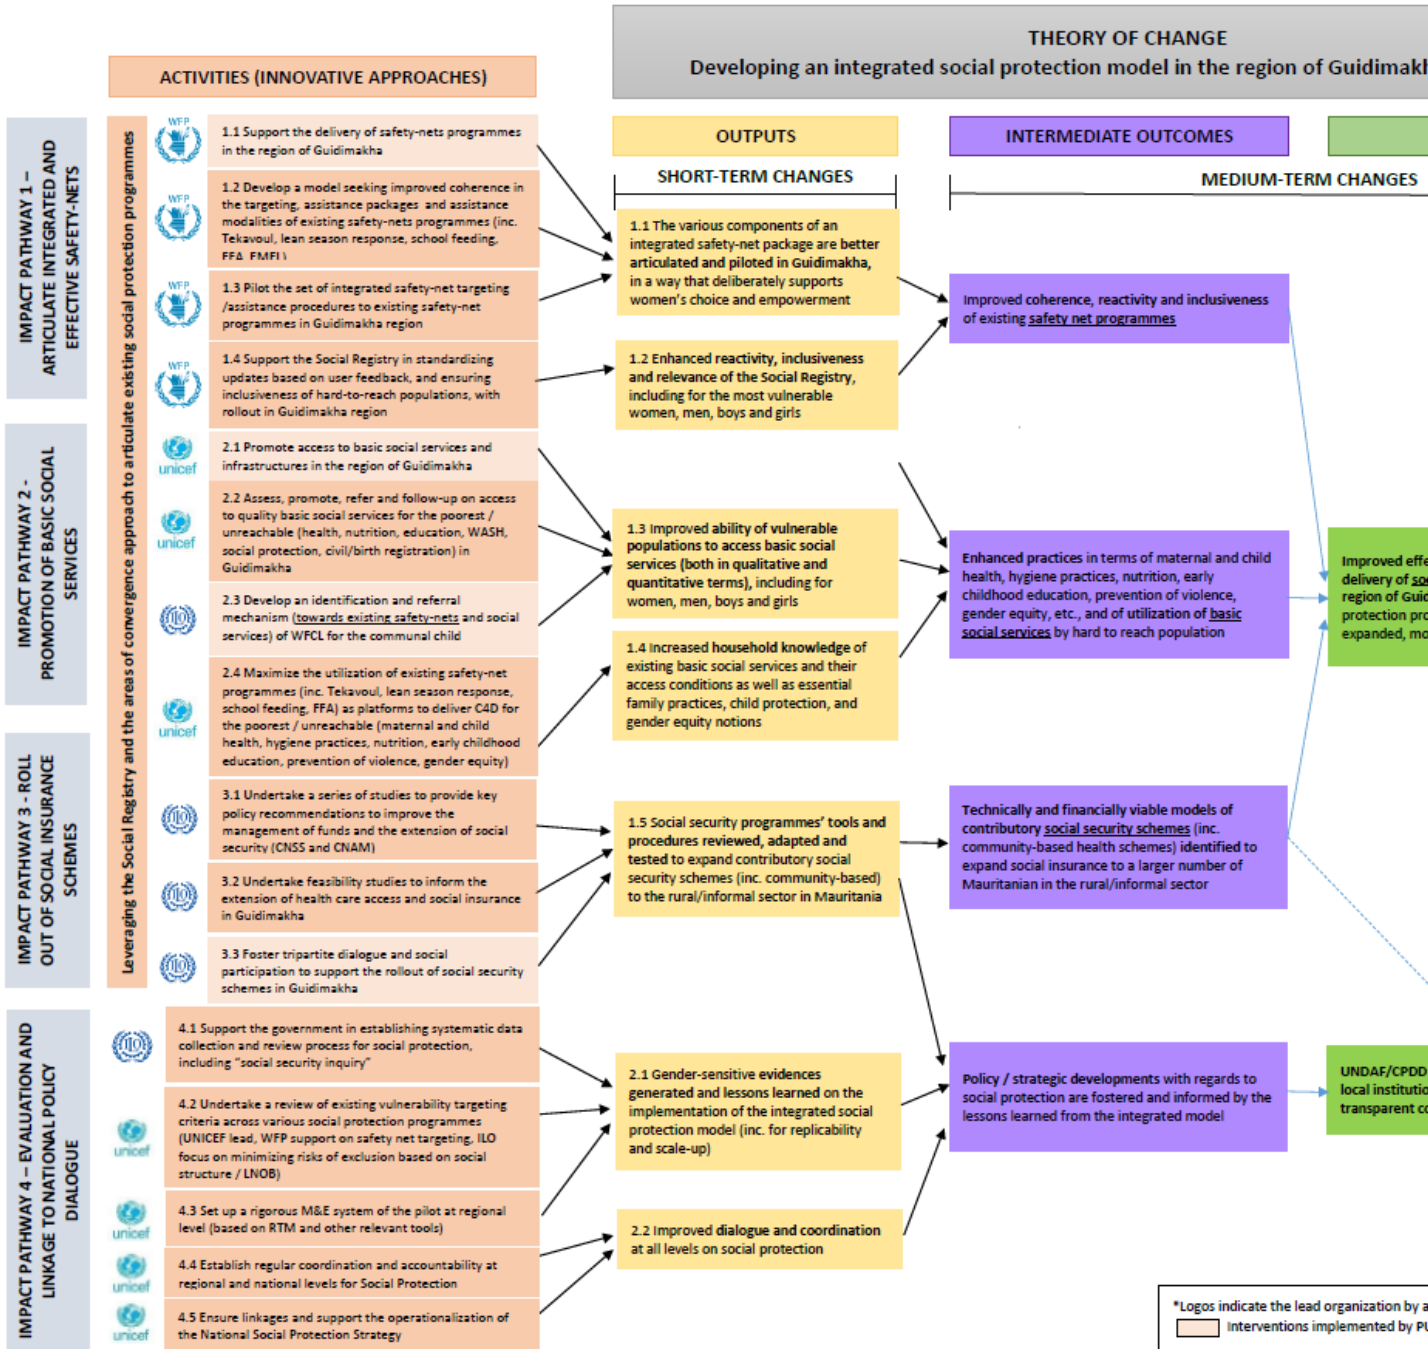 THEORY OF CHANGE
Developing an integrated social protection model in the region of Guidimakh
ACTIVITIES (INNOVATIVE APPROACHES)
OUTPUTS
INTERMEDIATE OUTCOMES
SHORT-TERM CHANGES
MEDIUM-TERM CHANGES
IMPACT PATHWAY 1 –
ARTICULATE INTEGRATED AND
EFFECTIVE SAFETY-NETS
IMPACT PATHWAY 2 -
PROMOTION OF BASIC SOCIAL
SERVICES
IMPACT PATHWAY 3 - ROLL
OUT OF SOCIAL INSURANCE
SCHEMES
IMPACT PATHWAY 4 – EVALUATION AND
LINKAGE TO NATIONAL POLICY
DIALOGUE
Leveraging the Social Registry and the areas of convergence approach to articulate existing social protection programmes
WFP
1.1 Support the delivery of safety-nets programmes
in the region of Guidimakha
WFP
1.2 Develop a model seeking improved coherence in
the targeting, assistance packages and assistance
modalities of existing safety-nets programmes (inc.
Tekavoul, lean season response, school feeding,
FFA, EMEL)
WFP
1.3 Pilot the set of integrated safety-net targeting
/assistance procedures to existing safety-net
programmes in Guidimakha region
WFP
1.4 Support the Social Registry in standardizing
updates based on user feedback, and ensuring
inclusiveness of hard-to-reach populations, with
rollout in Guidimakha region
unicef
2.1 Promote access to basic social services and
infrastructures in the region of Guidimakha
unicef
2.2 Assess, promote, refer and follow-up on access
to quality basic social services for the poorest /
unreachable (health, nutrition, education, WASH,
social protection, civil/birth registration) in
Guidimakha
ILO
2.3 Develop an identification and referral
mechanism (towards existing safety-nets and social
services) of WFCL for the communal child
unicef
2.4 Maximize the utilization of existing safety-net
programmes (inc. Tekavoul, lean season response,
school feeding, FFA) as platforms to deliver C4D for
the poorest / unreachable (maternal and child
health, hygiene practices, nutrition, early childhood
education, prevention of violence, gender equity)
ILO
3.1 Undertake a series of studies to provide key
policy recommendations to improve the
management of funds and the extension of social
security (CNSS and CNAM)
ILO
3.2 Undertake feasibility studies to inform the
extension of health care access and social insurance
in Guidimakha
ILO
3.3 Foster tripartite dialogue and social
participation to support the rollout of social security
schemes in Guidimakha
ILO
4.1 Support the government in establishing systematic data
collection and review process for social protection,
including "social security inquiry"
unicef
4.2 Undertake a review of existing vulnerability targeting
criteria across various social protection programmes
(UNICEF lead, WFP support on safety net targeting, ILO
focus on minimizing risks of exclusion based on social
structure / LNOB)
unicef
4.3 Set up a rigorous M&E system of the pilot at regional
level (based on RTM and other relevant tools)
unicef
4.4 Establish regular coordination and accountability at
regional and national levels for Social Protection
unicef
4.5 Ensure linkages and support the operationalization of
the National Social Protection Strategy
1.1 The various components of an
integrated safety-net package are better
articulated and piloted in Guidimakha,
in a way that deliberately supports
women's choice and empowerment
1.2 Enhanced reactivity, inclusiveness
and relevance of the Social Registry,
including for the most vulnerable
women, men, boys and girls
1.3 Improved ability of vulnerable
populations to access basic social
services (both in qualitative and
quantitative terms), including for
women, men, boys and girls
1.4 Increased household knowledge of
existing basic social services and their
access conditions as well as essential
family practices, child protection, and
gender equity notions
1.5 Social security programmes' tools and
procedures reviewed, adapted and
tested to expand contributory social
security schemes (inc. community-based)
to the rural/informal sector in Mauritania
2.1 Gender-sensitive evidences
generated and lessons learned on the
implementation of the integrated social
protection model (inc. for replicability
and scale-up)
2.2 Improved dialogue and coordination
at all levels on social protection
Improved coherence, reactivity and inclusiveness
of existing safety net programmes
Enhanced practices in terms of maternal and child
health, hygiene practices, nutrition, early
childhood education, prevention of violence,
gender equity, etc., and of utilization of basic
social services by hard to reach population
Technically and financially viable models of
contributory social security schemes (inc.
community-based health schemes) identified to
expand social insurance to a larger number of
Mauritanian in the rural/informal sector
Policy / strategic developments with regards to
social protection are fostered and informed by the
lessons learned from the integrated model
Improved effe
delivery of soc
region of Guid
protection pro
expanded, mo
UNDAF/CPDD
local institutio
transparent co
*Logos indicate the lead organization by a
Interventions implemented by PU